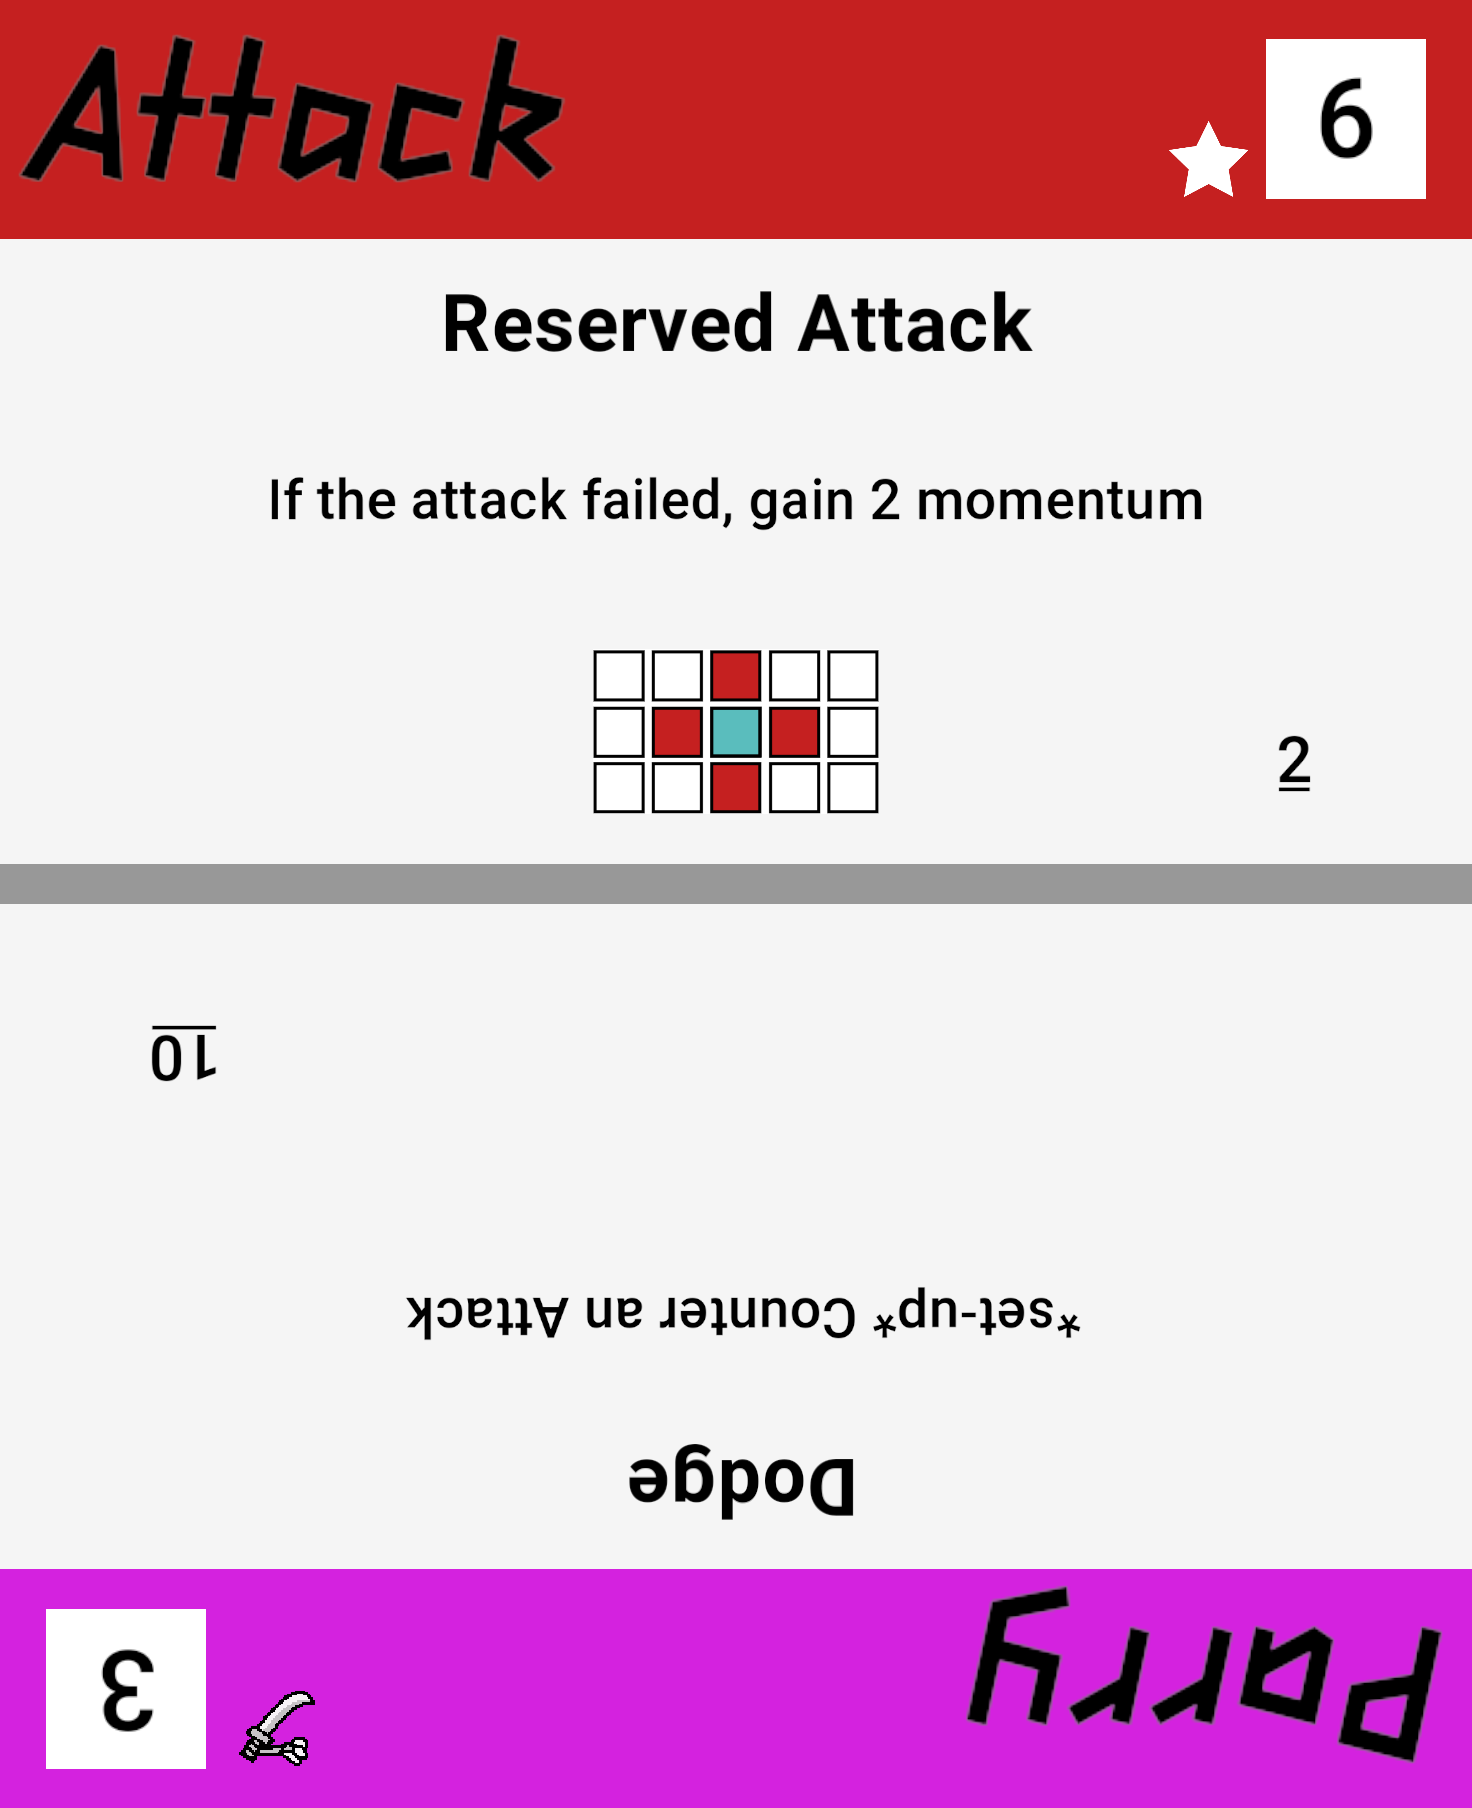 Attack
6
Reserved Attack
If the attack failed, gain 2 momentum
2
Parry
3
Dodge
*set-up* Counter an Attack
10